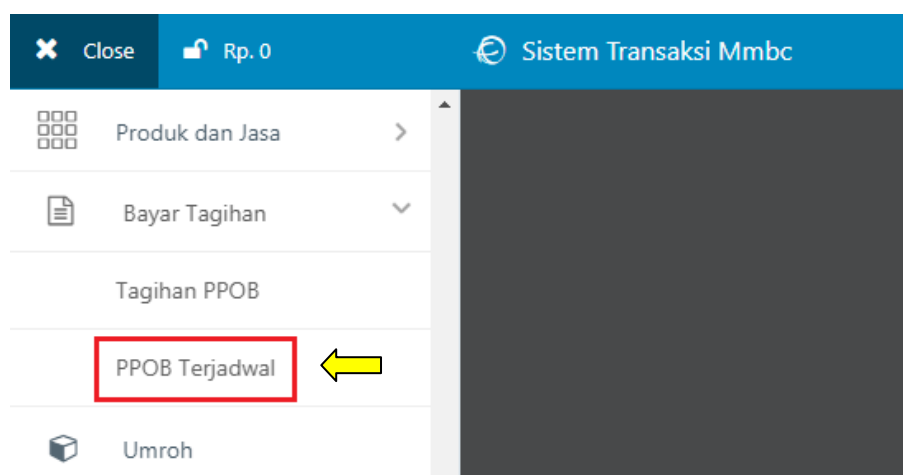 Close Rp. 0 Sistem Transaksi Mmbc
Produk dan Jasa
Bayar Tagihan
Tagihan PPOB
PPOB Terjadwal
Umroh